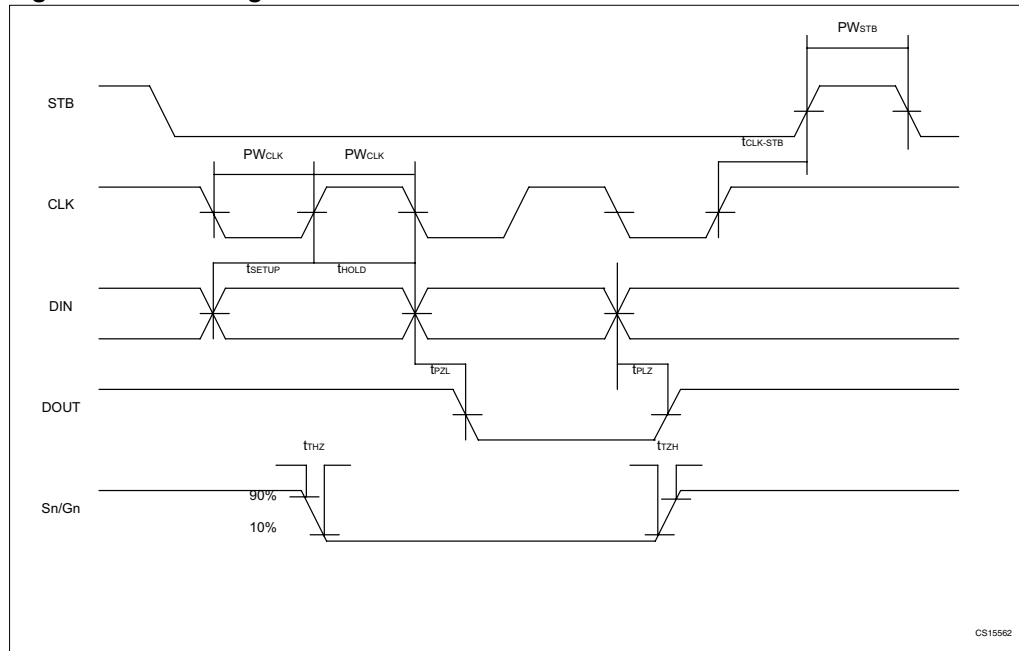 PWSTB
STB
tCLK-STB
PWCLK PWCLK
CLK
tSETUP tHOLD
DIN
tPZL tPLZ
DOUT
tTHZ tTZH
90%
Sn/Gn
10%
CS15562